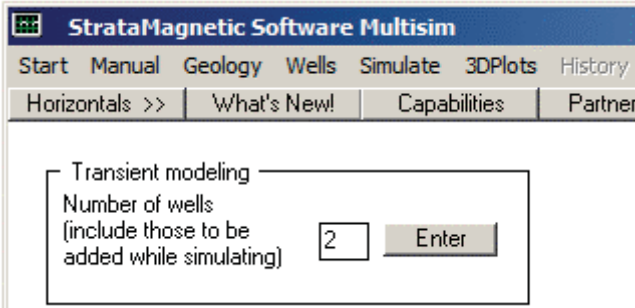 StrataMagnetic Software Multisim
Start Manual Geology Wells Simulate 3DPlots History
Horizontals >> What's New! Capabilities Partner
Transient modeling
Number of wells
(include those to be
added while simulating)
2 Enter